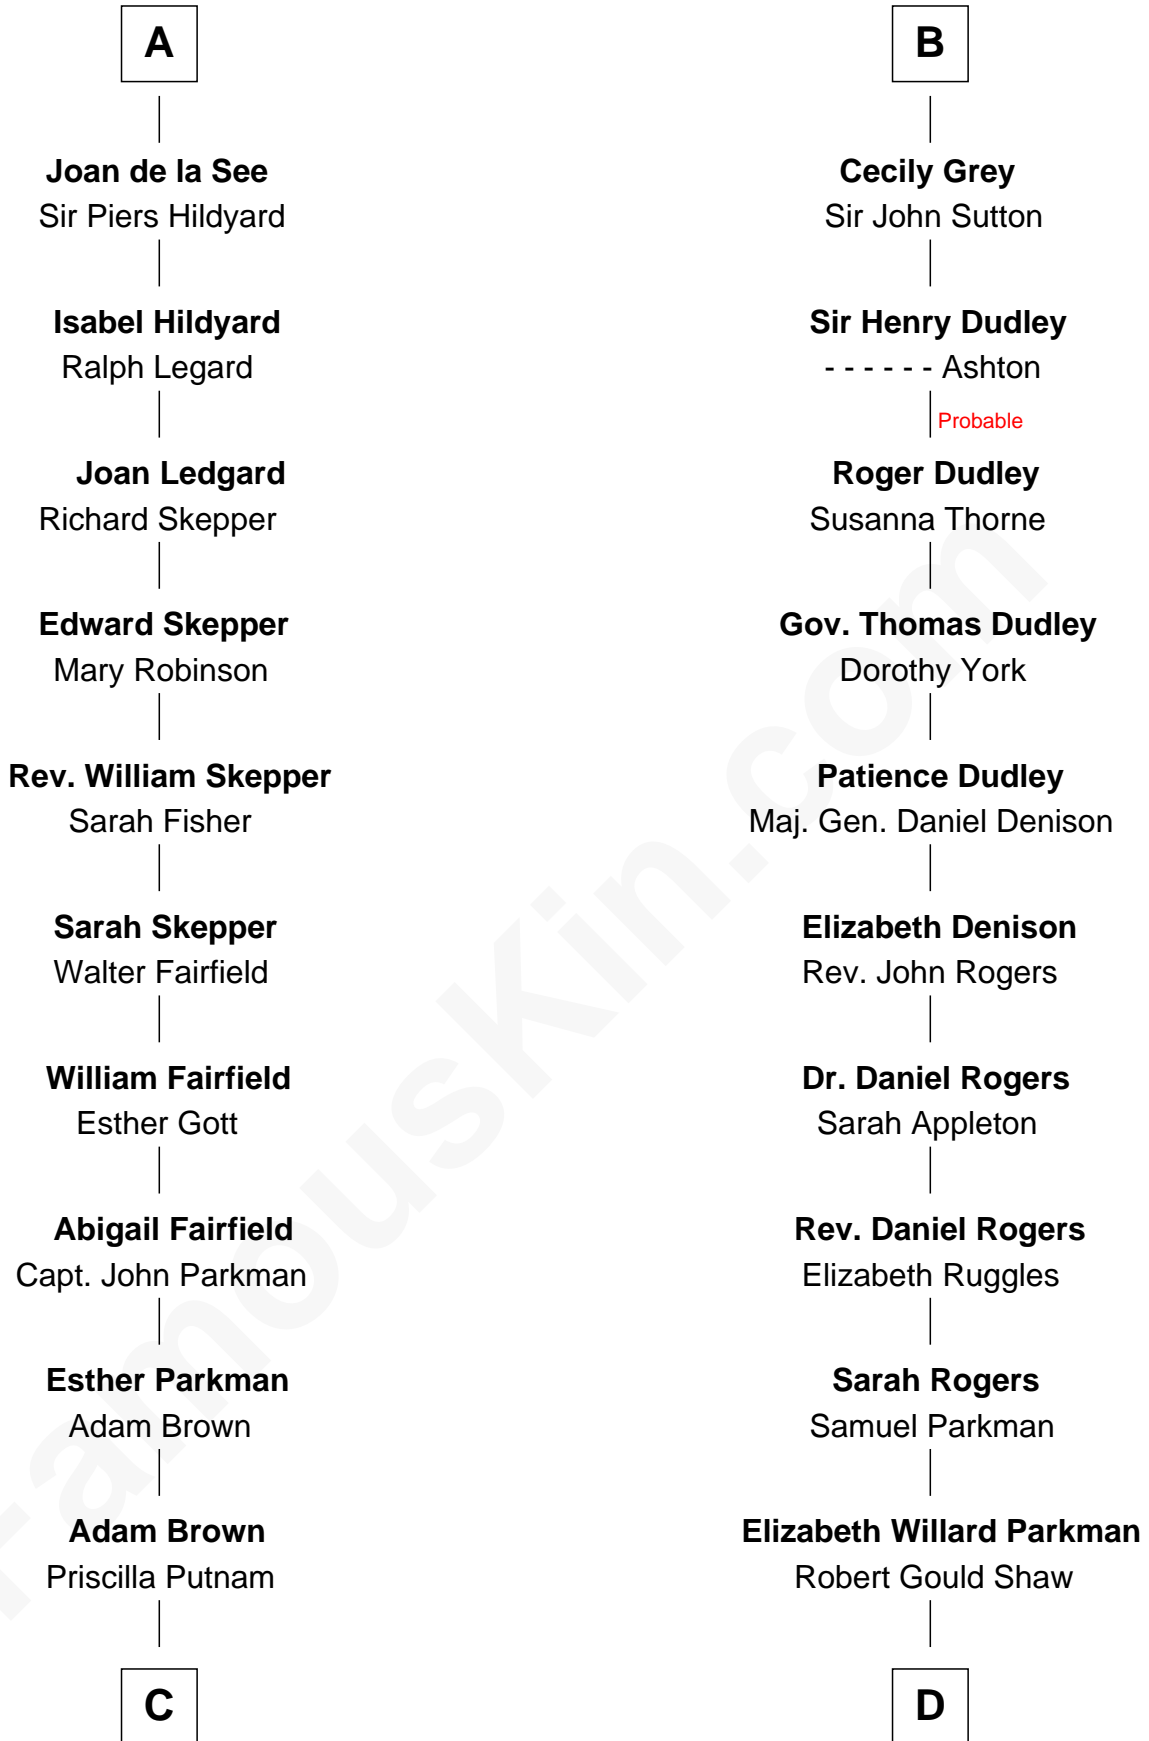 A
Joan de la See
Sir Piers Hildyard
Isabel Hildyard
Ralph Legard
Joan Ledgard
Richard Skepper
Edward Skepper
Mary Robinson
Rev. William Skepper
Sarah Fisher
Sarah Skepper
Walter Fairfield
William Fairfield
Esther Gott
Abigail Fairfield
Capt. John Parkman
Esther Parkman
Adam Brown
Adam Brown
Priscilla Putnam
C
B
Cecily Grey
Sir John Sutton
Sir Henry Dudley
- - - - - - Ashton
Probable
Roger Dudley
Susanna Thorne
Gov. Thomas Dudley
Dorothy York
Patience Dudley
Maj. Gen. Daniel Denison
Elizabeth Denison
Rev. John Rogers
Dr. Daniel Rogers
Sarah Appleton
Rev. Daniel Rogers
Elizabeth Ruggles
Sarah Rogers
Samuel Parkman
Elizabeth Willard Parkman
Robert Gould Shaw
D
FamousKin.com